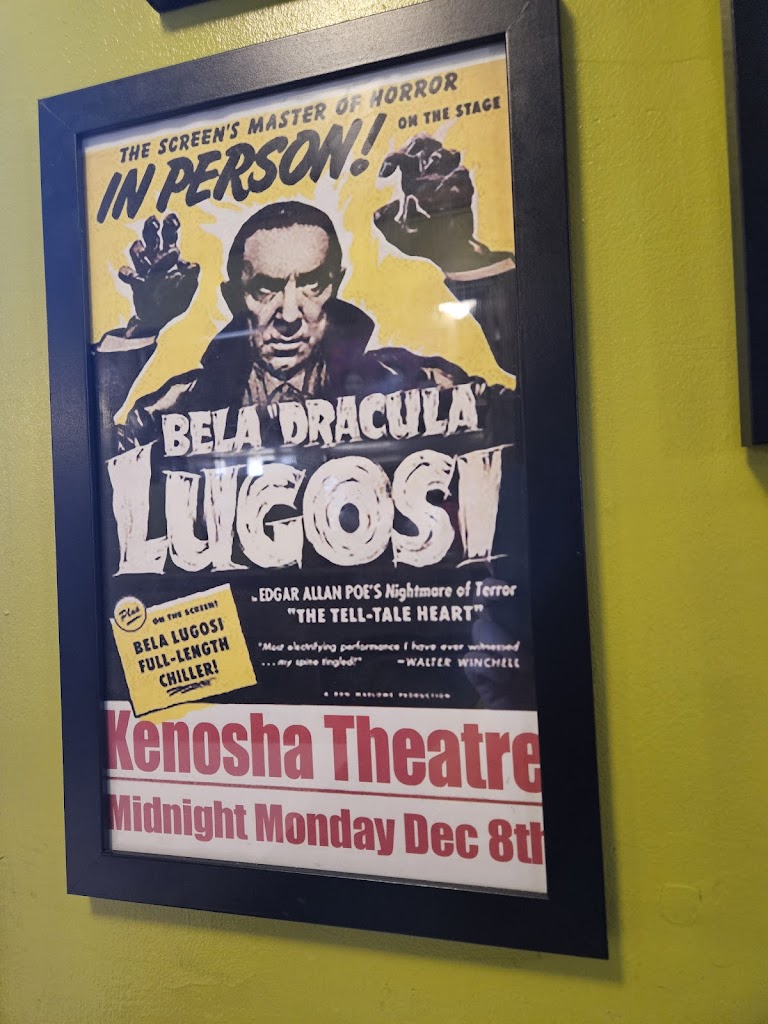 THE SCREEN'S MASTER OF HORROR
IN PERSON! ON THE STAGE
BELA "DRACULA"
LUGOSI
in EDGAR ALLAN POE'S Nightmare of Terror
"THE TELL-TALE HEART"
Plus
ON THE SCREEN!
BELA LUGOSI
FULL-LENGTH
CHILLER!
"Most electrifying performance I have ever witnessed
...my spine tingled!" —WALTER WINCHELL
A DON MARLOWE PRODUCTION
Kenosha Theatre
Midnight Monday Dec 8th